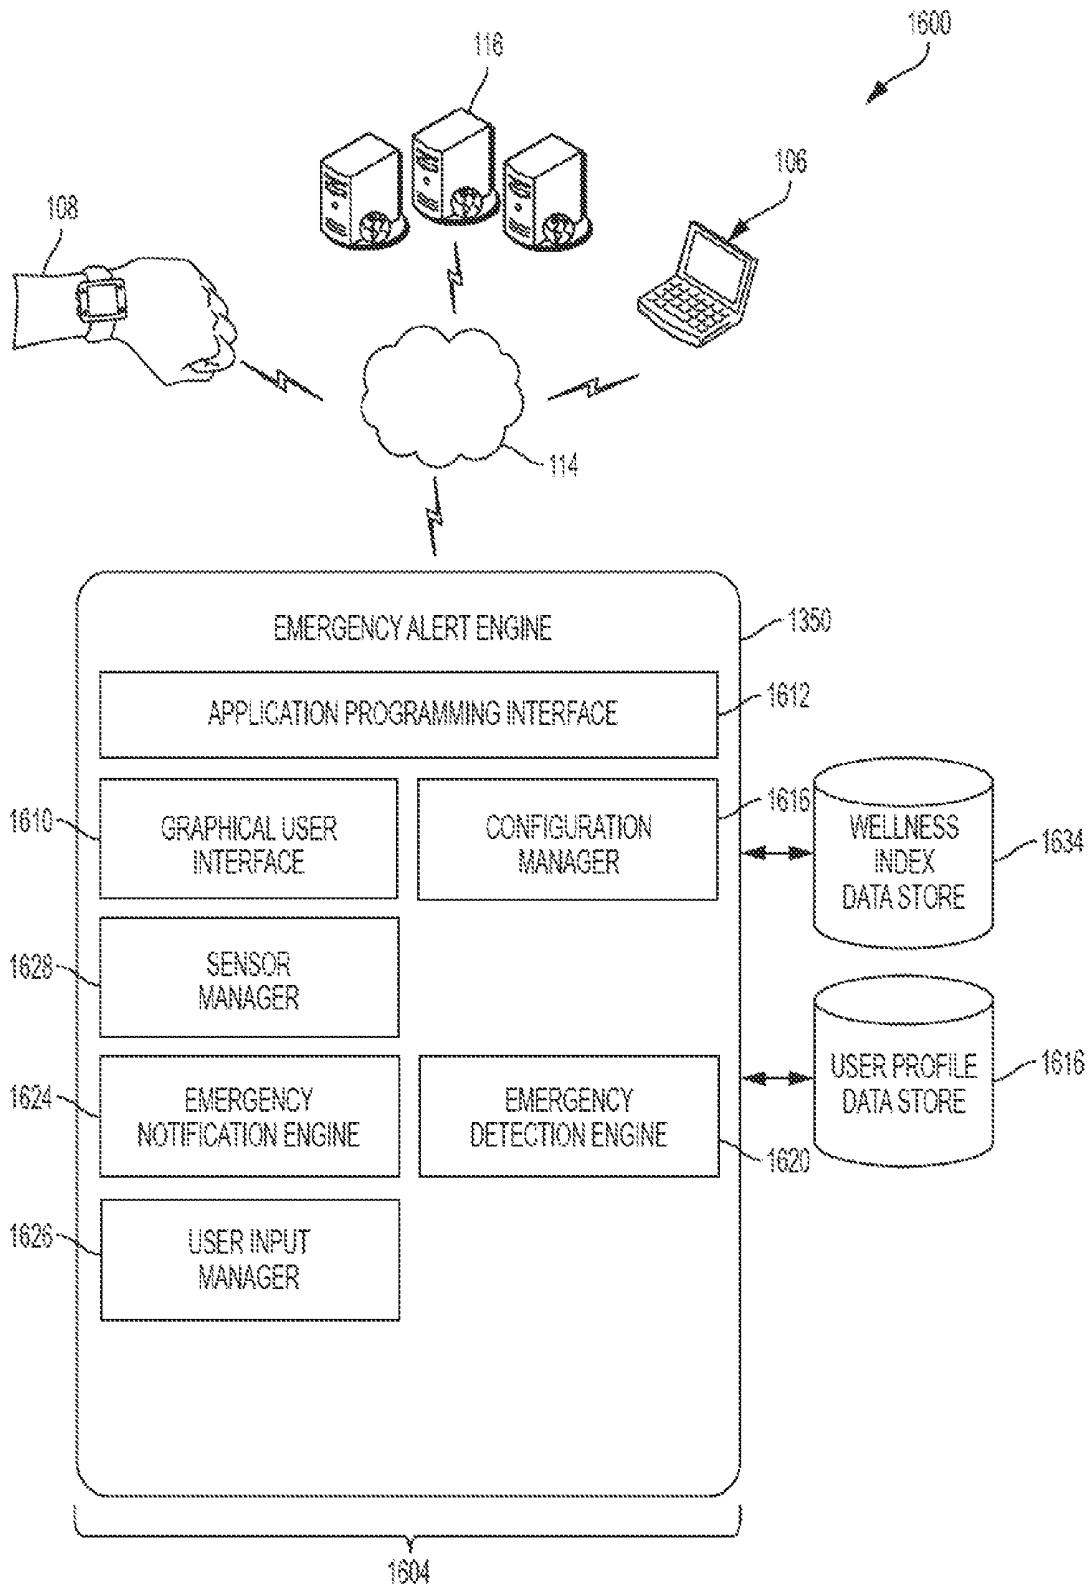 1600
116
106
108
114
EMERGENCY ALERT ENGINE
1350
APPLICATION PROGRAMMING INTERFACE
1612
1610
GRAPHICAL USER
INTERFACE
CONFIGURATION
MANAGER
1616
WELLNESS
INDEX
DATA STORE
1634
1628
SENSOR
MANAGER
1624
EMERGENCY
NOTIFICATION ENGINE
EMERGENCY
DETECTION ENGINE
1620
USER PROFILE
DATA STORE
1616
1626
USER INPUT
MANAGER
1604